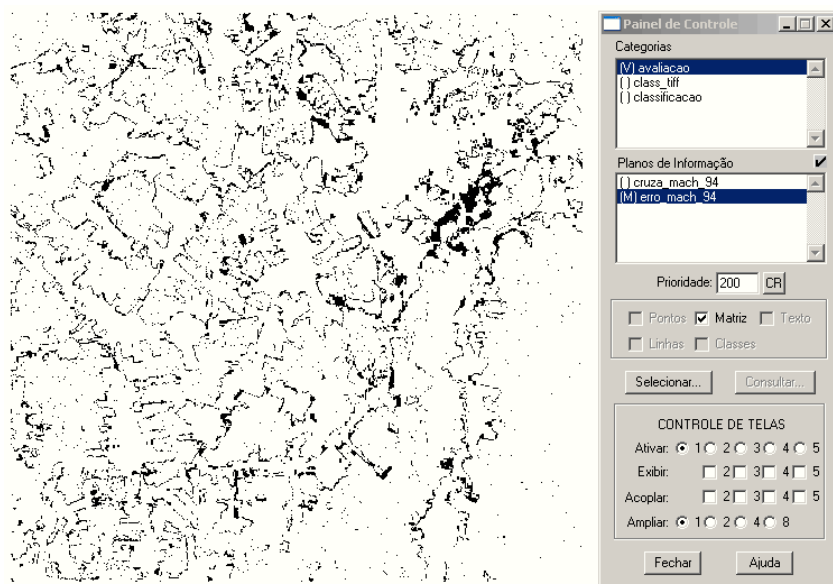 Painel de Controle
Categorias
(V) avaliacao
( ) class_tiff
( ) classificacao
Planos de Informação
( ) cruza_mach_94
(M) erro_mach_94
Prioridade: 200 CR
Pontos Matriz Texto
Linhas Classes
Selecionar... Consultar...
CONTROLE DE TELAS
Ativar: 1 2 3 4 5
Exibir: 2 3 4 5
Acoplar: 2 3 4 5
Ampliar: 1 2 4 8
Fechar Ajuda